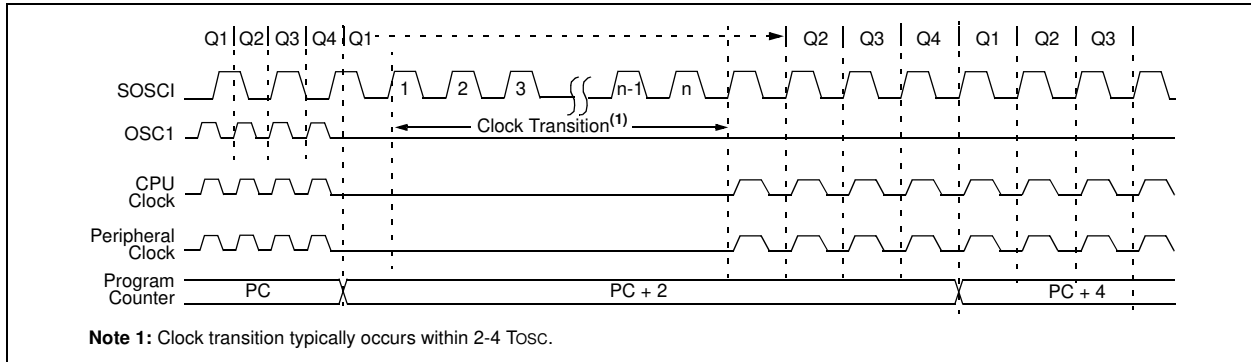 Q1 Q2 Q3 Q4 Q1 Q2 Q3 Q4 Q1 Q2 Q3
SOSCI 1 2 3 n-1 n
Clock Transition(1)
OSC1
CPU
Clock
Peripheral
Clock
Program
Counter PC PC + 2 PC + 4
Note 1: Clock transition typically occurs within 2-4 TOSC.